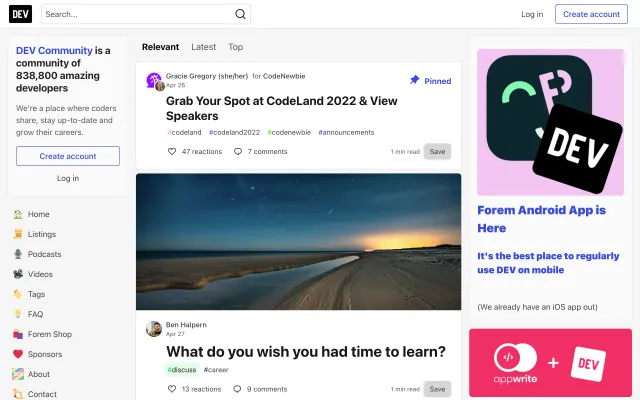 DEV
Search...
Log in
Create account
DEV Community is a
community of
838,800 amazing
developers
We're a place where coders
share, stay up-to-date and
grow their careers.
Create account
Log in
Home
Listings
Podcasts
Videos
Tags
FAQ
Forem Shop
Sponsors
About
Contact
Relevant
Latest
Top
Gracie Gregory (she/her) for CodeNewbie
Apr 26
Pinned
Grab Your Spot at CodeLand 2022 & View
Speakers
#codeland #codeland2022 #codenewbie #announcements
47 reactions
7 comments
1 min read
Save
Ben Halpern
Apr 27
What do you wish you had time to learn?
#discuss #career
13 reactions
9 comments
1 min read
Save
DEV
Forem Android App is
Here
It's the best place to regularly
use DEV on mobile
(We already have an iOS app out)
</>
appwrite
+
DEV